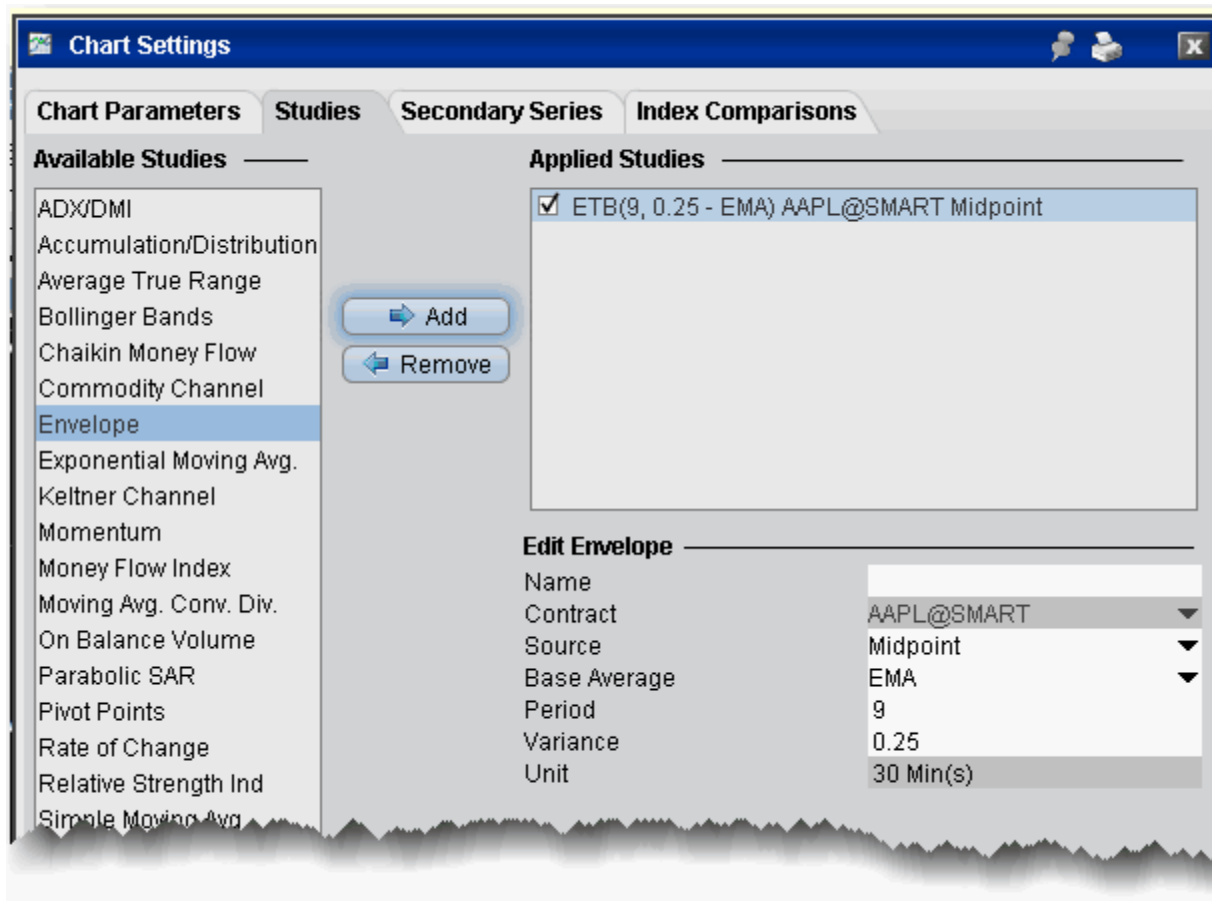 Chart Settings
Chart Parameters
Studies
Secondary Series
Index Comparisons
Available Studies
ADX/DMI
Accumulation/Distribution
Average True Range
Bollinger Bands
Chaikin Money Flow
Commodity Channel
Envelope
Exponential Moving Avg.
Keltner Channel
Momentum
Money Flow Index
Moving Avg. Conv. Div.
On Balance Volume
Parabolic SAR
Pivot Points
Rate of Change
Relative Strength Ind
Simple Moving Avg
Add
Remove
Applied Studies
ETB(9, 0.25 - EMA) AAPL@SMART Midpoint
Edit Envelope
Name
Contract AAPL@SMART
Source Midpoint
Base Average EMA
Period 9
Variance 0.25
Unit 30 Min(s)